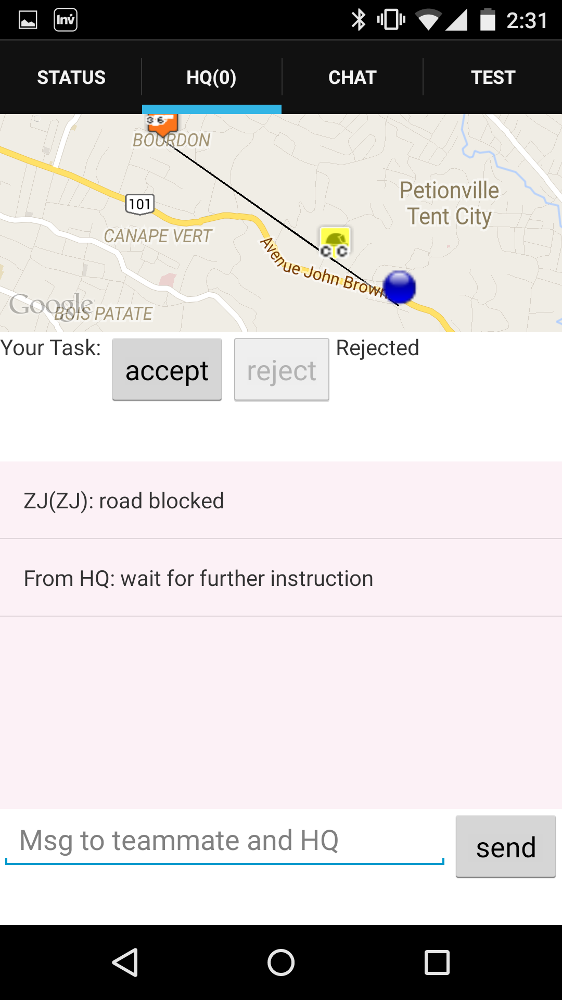 Inv 2:31
STATUS HQ(0) CHAT TEST
36
BOURDON
Petionville
Tent City
101
CANAPE VERT
CC
Avenue John Brown
Google
BOIS PATATE
Your Task: accept reject Rejected
ZJ(ZJ): road blocked
From HQ: wait for further instruction
Msg to teammate and HQ send